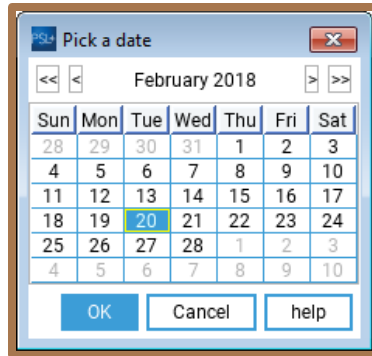 PSL+ Pick a date
<< < February 2018 > >>
Sun Mon Tue Wed Thu Fri Sat
28 29 30 31 1 2 3
4 5 6 7 8 9 10
11 12 13 14 15 16 17
18 19 20 21 22 23 24
25 26 27 28 1 2 3
4 5 6 7 8 9 10
OK Cancel help